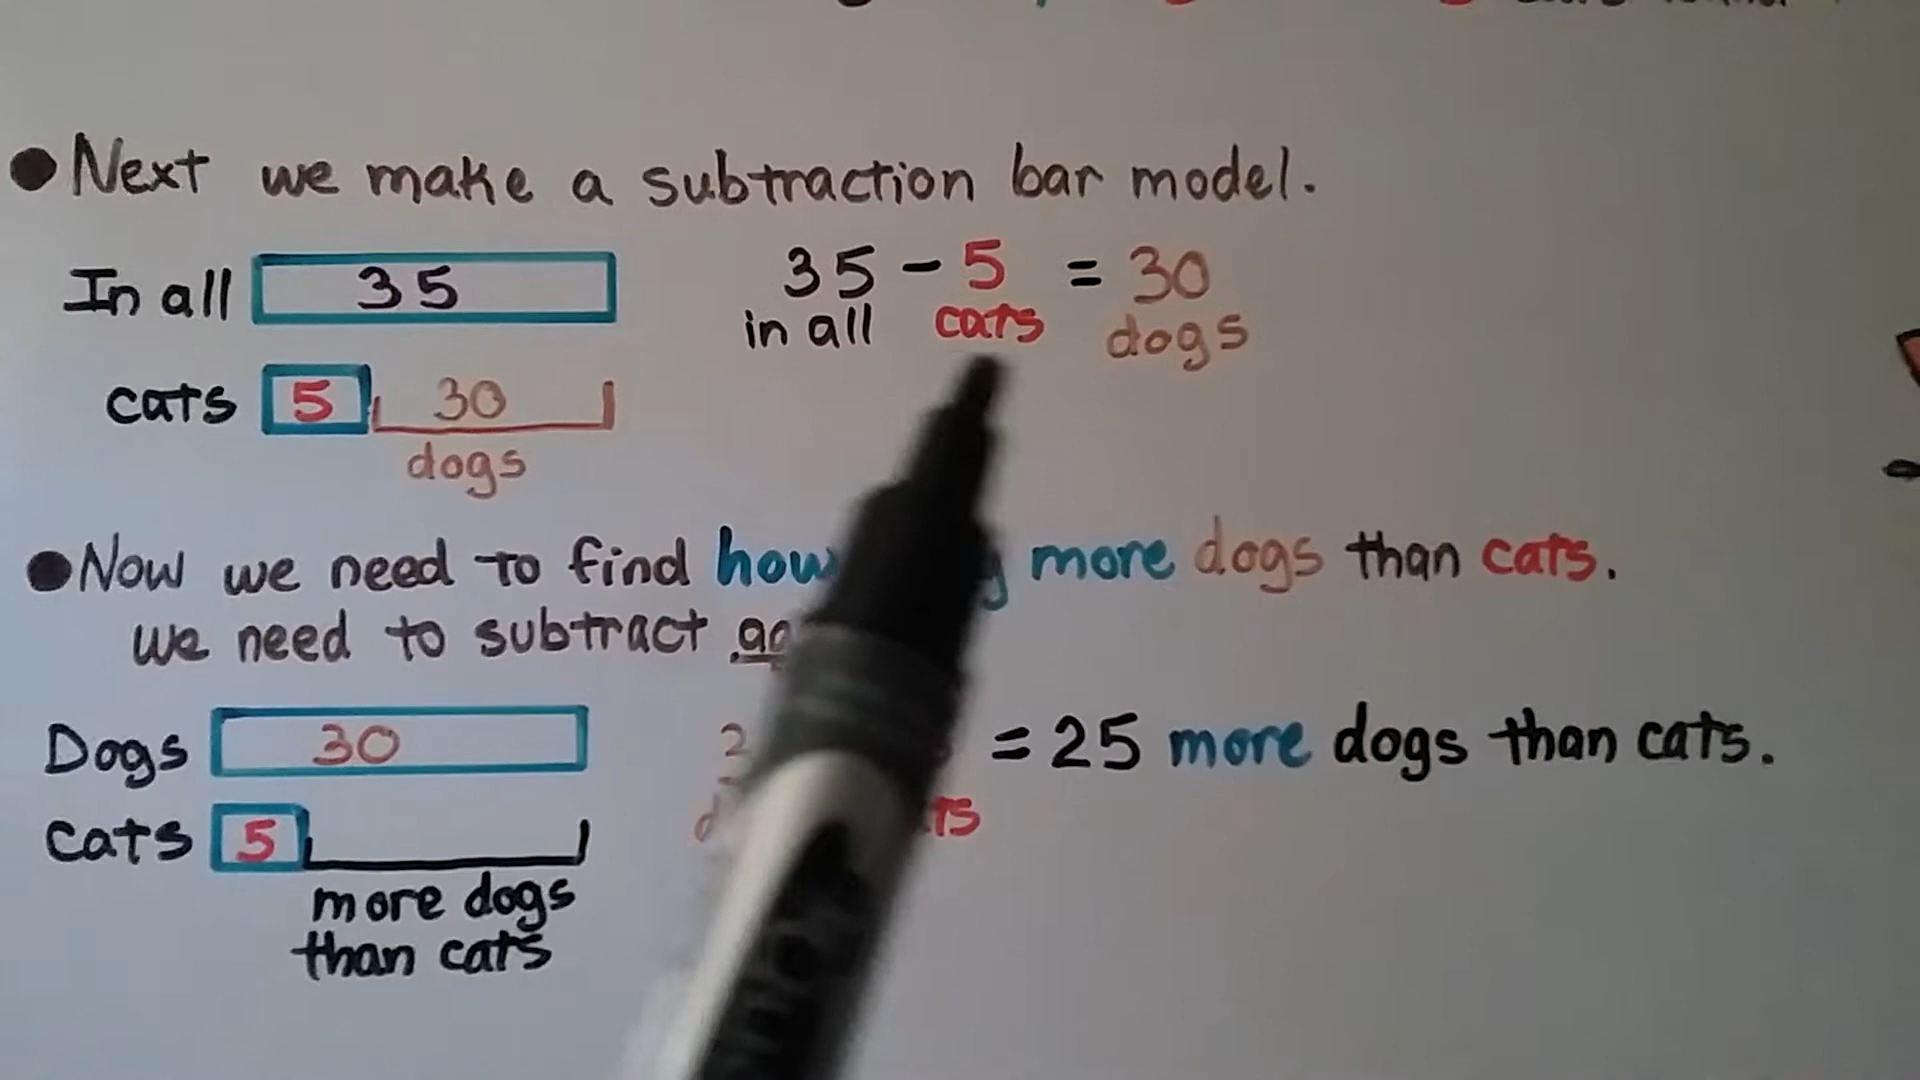 Next we make a subtraction bar model.
In all 35
35 - 5 = 30
in all cats dogs
cats 5 30
dogs
Now we need to find how more dogs than cats.
we need to subtract
Dogs 30
= 25 more dogs than cats.
cats 5
more dogs
than cats